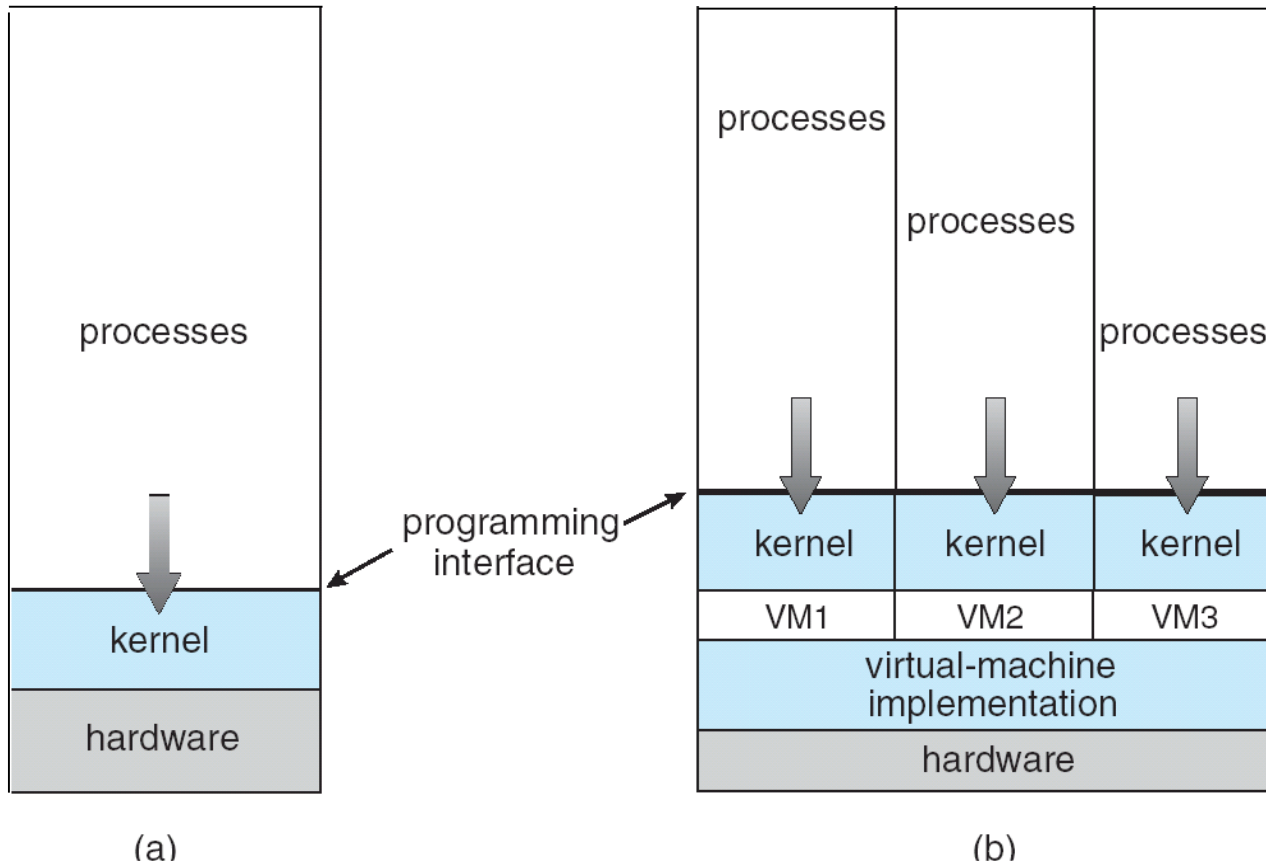 processes
kernel
hardware
(a)
programming
interface
processes
processes
processes
kernel
kernel
kernel
VM1
VM2
VM3
virtual-machine
implementation
hardware
(b)